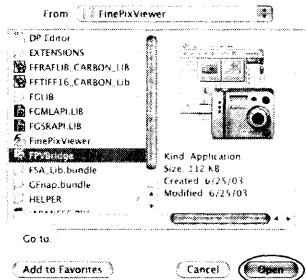 From: FinePixViewer
DP Editor
EXTENSIONS
FFRAFLIB_CARBON_LIB
FFTIFF16_CARBON_Lib
FGLIB
FGMLAPI.LIB
FGSRAPI.LIB
FinePixViewer
FPVBridge
FSA_Lib.bundle
GFnap.bundle
HELPER
Kind: Application
Size: 112 KB
Created: 6/25/03
Modified: 6/25/03
Go to:
Add to Favorites
Cancel
Open